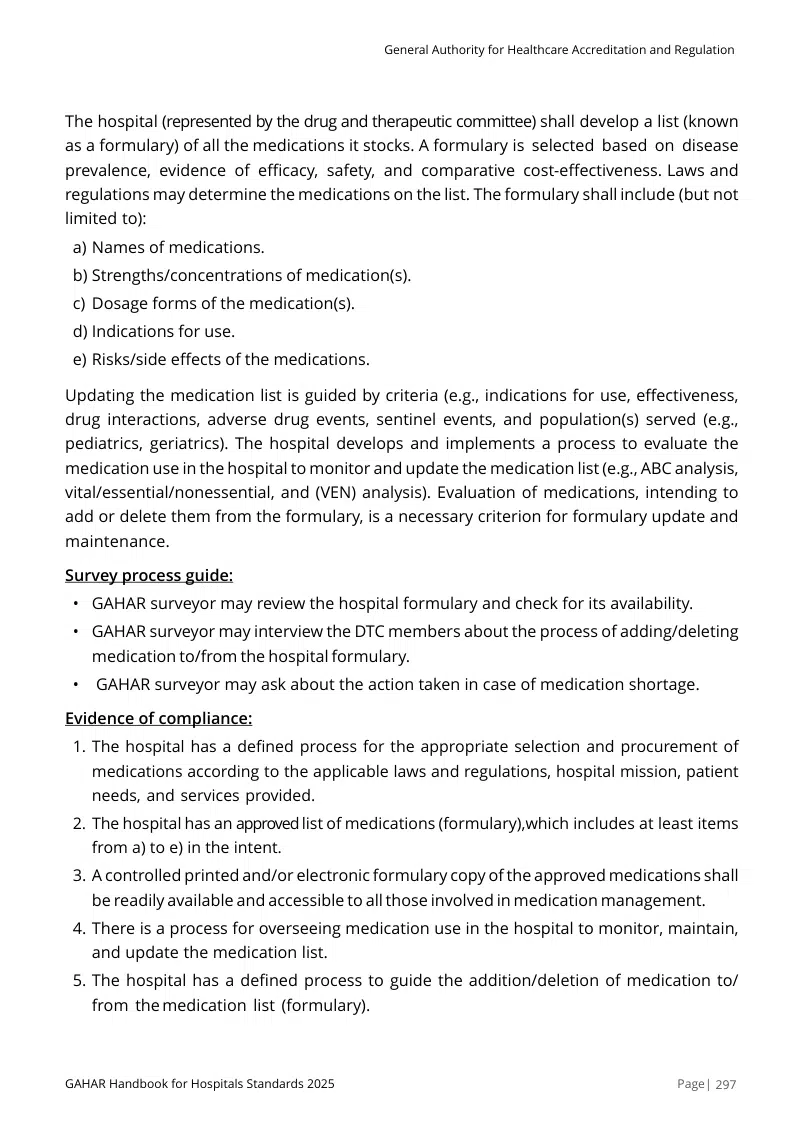 General Authority for Healthcare Accreditation and Regulation
The hospital (represented by the drug and therapeutic committee) shall develop a list (known
as a formulary) of all the medications it stocks. A formulary is selected based on disease
prevalence, evidence of efficacy, safety, and comparative cost-effectiveness. Laws and
regulations may determine the medications on the list. The formulary shall include (but not
limited to):
a) Names of medications.
b) Strengths/concentrations of medication(s).
c) Dosage forms of the medication(s).
d) Indications for use.
e) Risks/side effects of the medications.
Updating the medication list is guided by criteria (e.g., indications for use, effectiveness,
drug interactions, adverse drug events, sentinel events, and population(s) served (e.g.,
pediatrics, geriatrics). The hospital develops and implements a process to evaluate the
medication use in the hospital to monitor and update the medication list (e.g., ABC analysis,
vital/essential/nonessential, and (VEN) analysis). Evaluation of medications, intending to
add or delete them from the formulary, is a necessary criterion for formulary update and
maintenance.
Survey process guide:
• GAHAR surveyor may review the hospital formulary and check for its availability.
• GAHAR surveyor may interview the DTC members about the process of adding/deleting
medication to/from the hospital formulary.
• GAHAR surveyor may ask about the action taken in case of medication shortage.
Evidence of compliance:
1. The hospital has a defined process for the appropriate selection and procurement of
medications according to the applicable laws and regulations, hospital mission, patient
needs, and services provided.
2. The hospital has an approved list of medications (formulary),which includes at least items
from a) to e) in the intent.
3. A controlled printed and/or electronic formulary copy of the approved medications shall
be readily available and accessible to all those involved in medication management.
4. There is a process for overseeing medication use in the hospital to monitor, maintain,
and update the medication list.
5. The hospital has a defined process to guide the addition/deletion of medication to/
from the medication list (formulary).
GAHAR Handbook for Hospitals Standards 2025
Page| 297